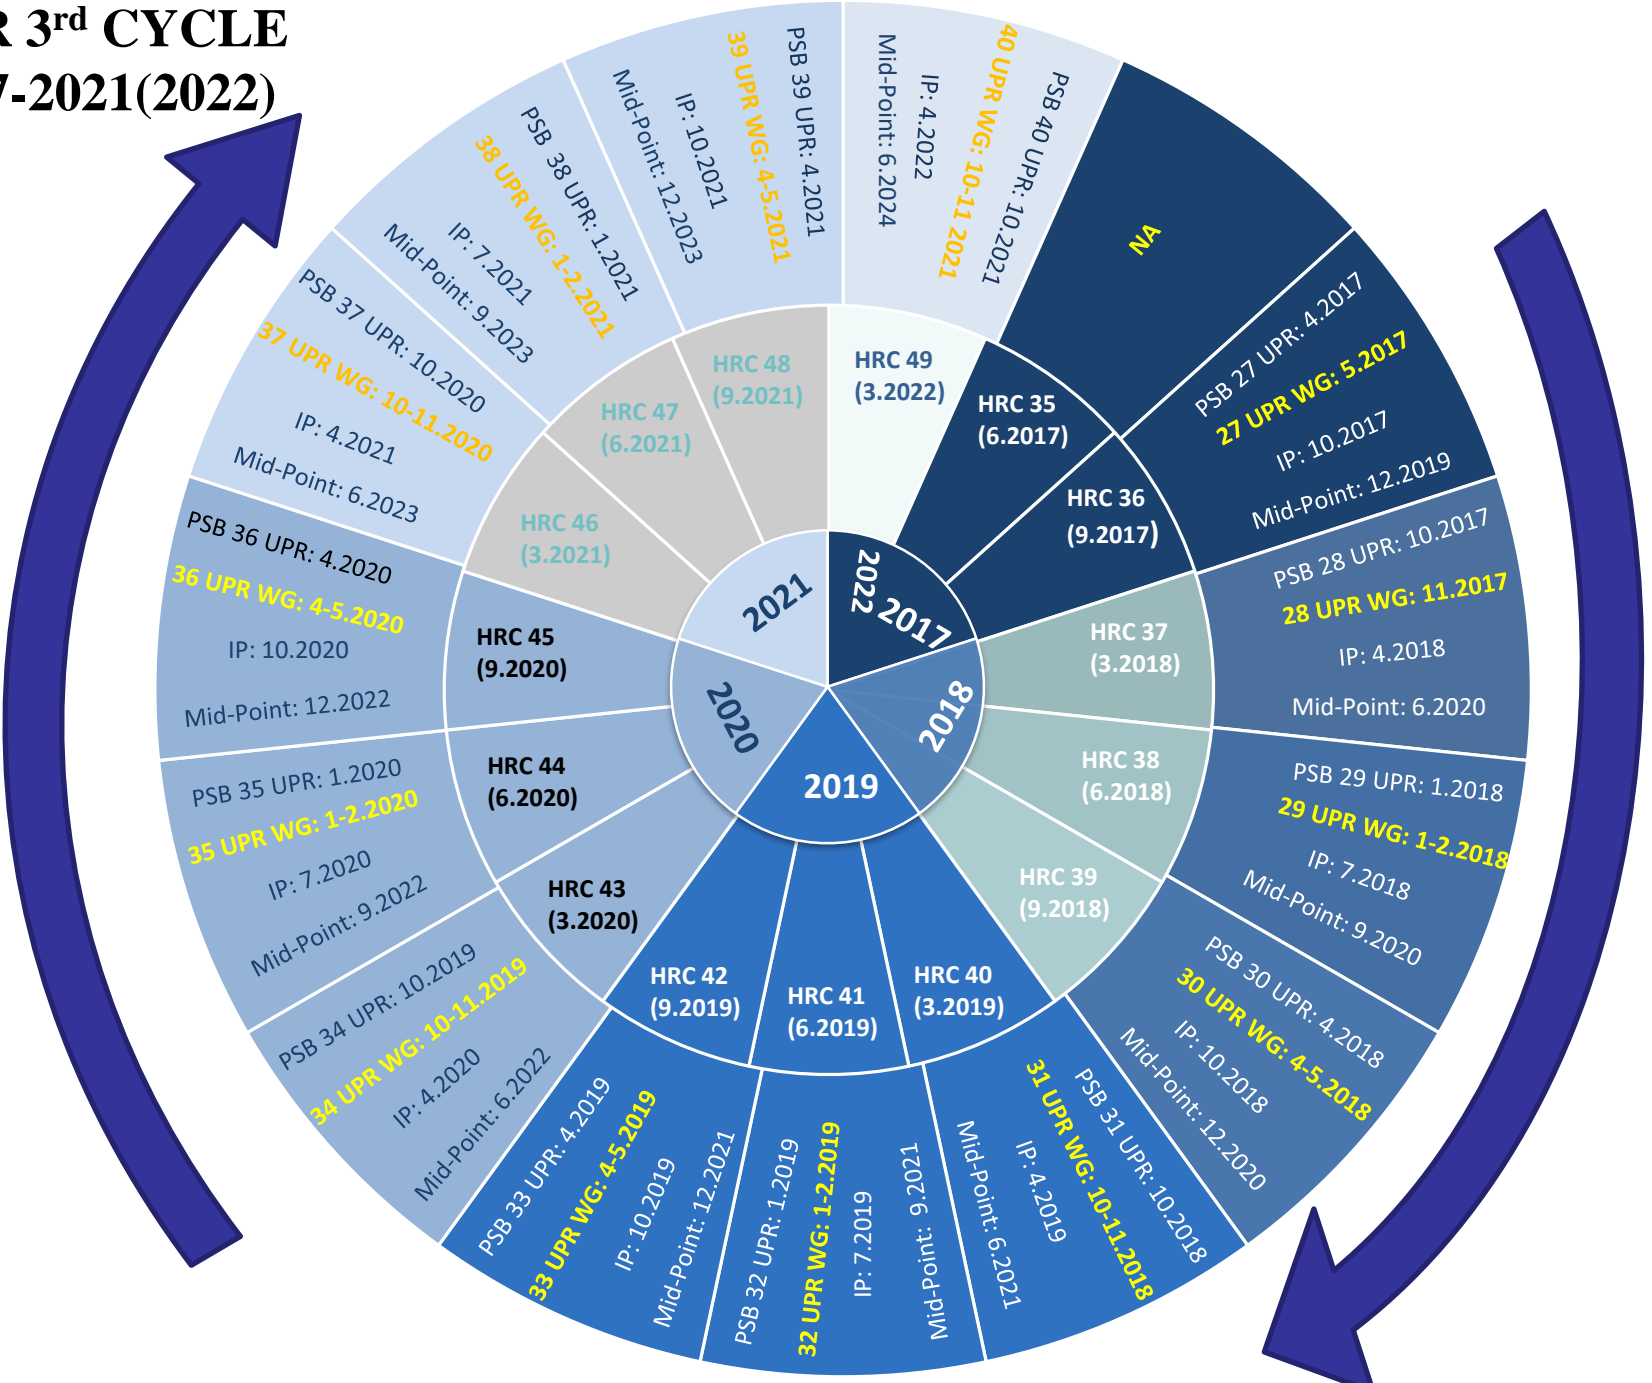 R 3rd CYCLE
7-2021(2022)
2022
2017
2018
2019
2020
2021
HRC 35
(6.2017)
NA
HRC 36
(9.2017)
PSB 27 UPR: 4.2017
27 UPR WG: 5.2017
IP: 10.2017
Mid-Point: 12.2019
HRC 37
(3.2018)
PSB 28 UPR: 10.2017
28 UPR WG: 11.2017
IP: 4.2018
Mid-Point: 6.2020
HRC 38
(6.2018)
PSB 29 UPR: 1.2018
29 UPR WG: 1-2.2018
IP: 7.2018
Mid-Point: 9.2020
HRC 39
(9.2018)
PSB 30 UPR: 4.2018
30 UPR WG: 4-5.2018
IP: 10.2018
Mid-Point: 12.2020
HRC 40
(3.2019)
PSB 31 UPR: 10.2018
31 UPR WG: 10-11.2018
IP: 4.2019
Mid-Point: 6.2021
HRC 41
(6.2019)
PSB 32 UPR: 1.2019
32 UPR WG: 1-2.2019
IP: 7.2019
Mid-Point: 9.2021
HRC 42
(9.2019)
PSB 33 UPR: 4.2019
33 UPR WG: 4-5.2019
IP: 10.2019
Mid-Point: 12.2021
HRC 43
(3.2020)
PSB 34 UPR: 10.2019
34 UPR WG: 10-11.2019
IP: 4.2020
Mid-Point: 6.2022
HRC 44
(6.2020)
PSB 35 UPR: 1.2020
35 UPR WG: 1-2.2020
IP: 7.2020
Mid-Point: 9.2022
HRC 45
(9.2020)
PSB 36 UPR: 4.2020
36 UPR WG: 4-5.2020
IP: 10.2020
Mid-Point: 12.2022
HRC 46
(3.2021)
PSB 37 UPR: 10.2020
37 UPR WG: 10-11.2020
IP: 4.2021
Mid-Point: 6.2023
HRC 47
(6.2021)
PSB 38 UPR: 1.2021
38 UPR WG: 1-2.2021
IP: 7.2021
Mid-Point: 9.2023
HRC 48
(9.2021)
PSB 39 UPR: 4.2021
39 UPR WG: 4-5.2021
IP: 10.2021
Mid-Point: 12.2023
HRC 49
(3.2022)
PSB 40 UPR: 10.2021
40 UPR WG: 10-11 2021
IP: 4.2022
Mid-Point: 6.2024